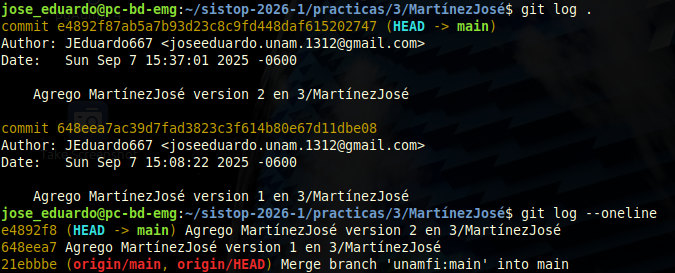 jose_eduardo@pc-bd-emg:~/sistop-2026-1/practicas/3/MartínezJosé$ git log .
commit e4892f87ab5a7b93d23c8c9fd448daf615202747 (HEAD -> main)
Author: JEduardo667 <joseeduardo.unam.1312@gmail.com>
Date:   Sun Sep 7 15:37:01 2025 -0600
    Agrego MartínezJosé version 2 en 3/MartínezJosé
commit 648eea7ac39d7fad3823c3f614b80e67d11dbe08
Author: JEduardo667 <joseeduardo.unam.1312@gmail.com>
Date:   Sun Sep 7 15:08:22 2025 -0600
    Agrego MartínezJosé version 1 en 3/MartínezJosé
jose_eduardo@pc-bd-emg:~/sistop-2026-1/practicas/3/MartínezJosé$ git log --oneline
e4892f8 (HEAD -> main) Agrego MartínezJosé version 2 en 3/MartínezJosé
648eea7 Agrego MartínezJosé version 1 en 3/MartínezJosé
21ebbbe (origin/main, origin/HEAD) Merge branch 'unamfi:main' into main